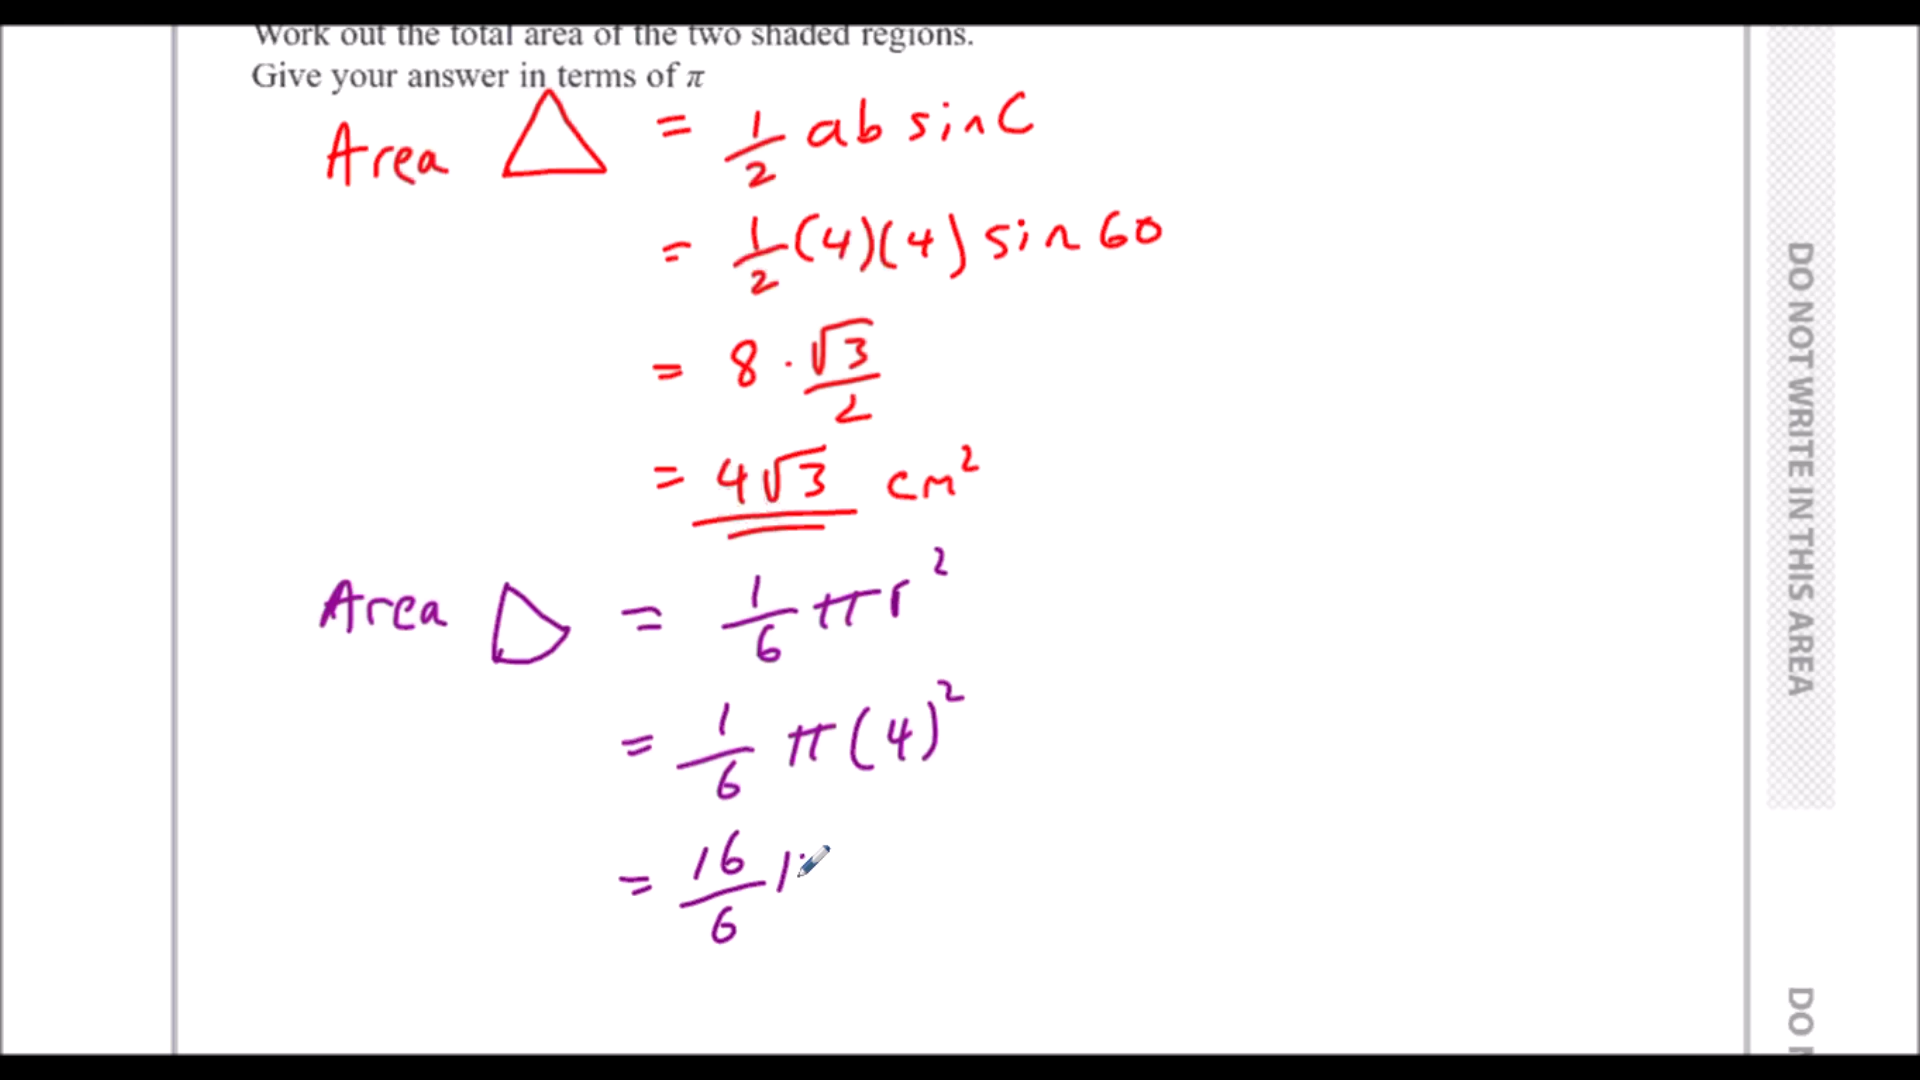 Work out the total area of the two shaded regions.
Give your answer in terms of π
Area △ = 1/2 ab sin C
= 1/2 (4)(4) sin 60
= 8 · √3/2
= 4√3 cm²
Area = 1/6 πr²
= 1/6 π(4)²
= 16/6
DO NOT WRITE IN THIS AREA
DO